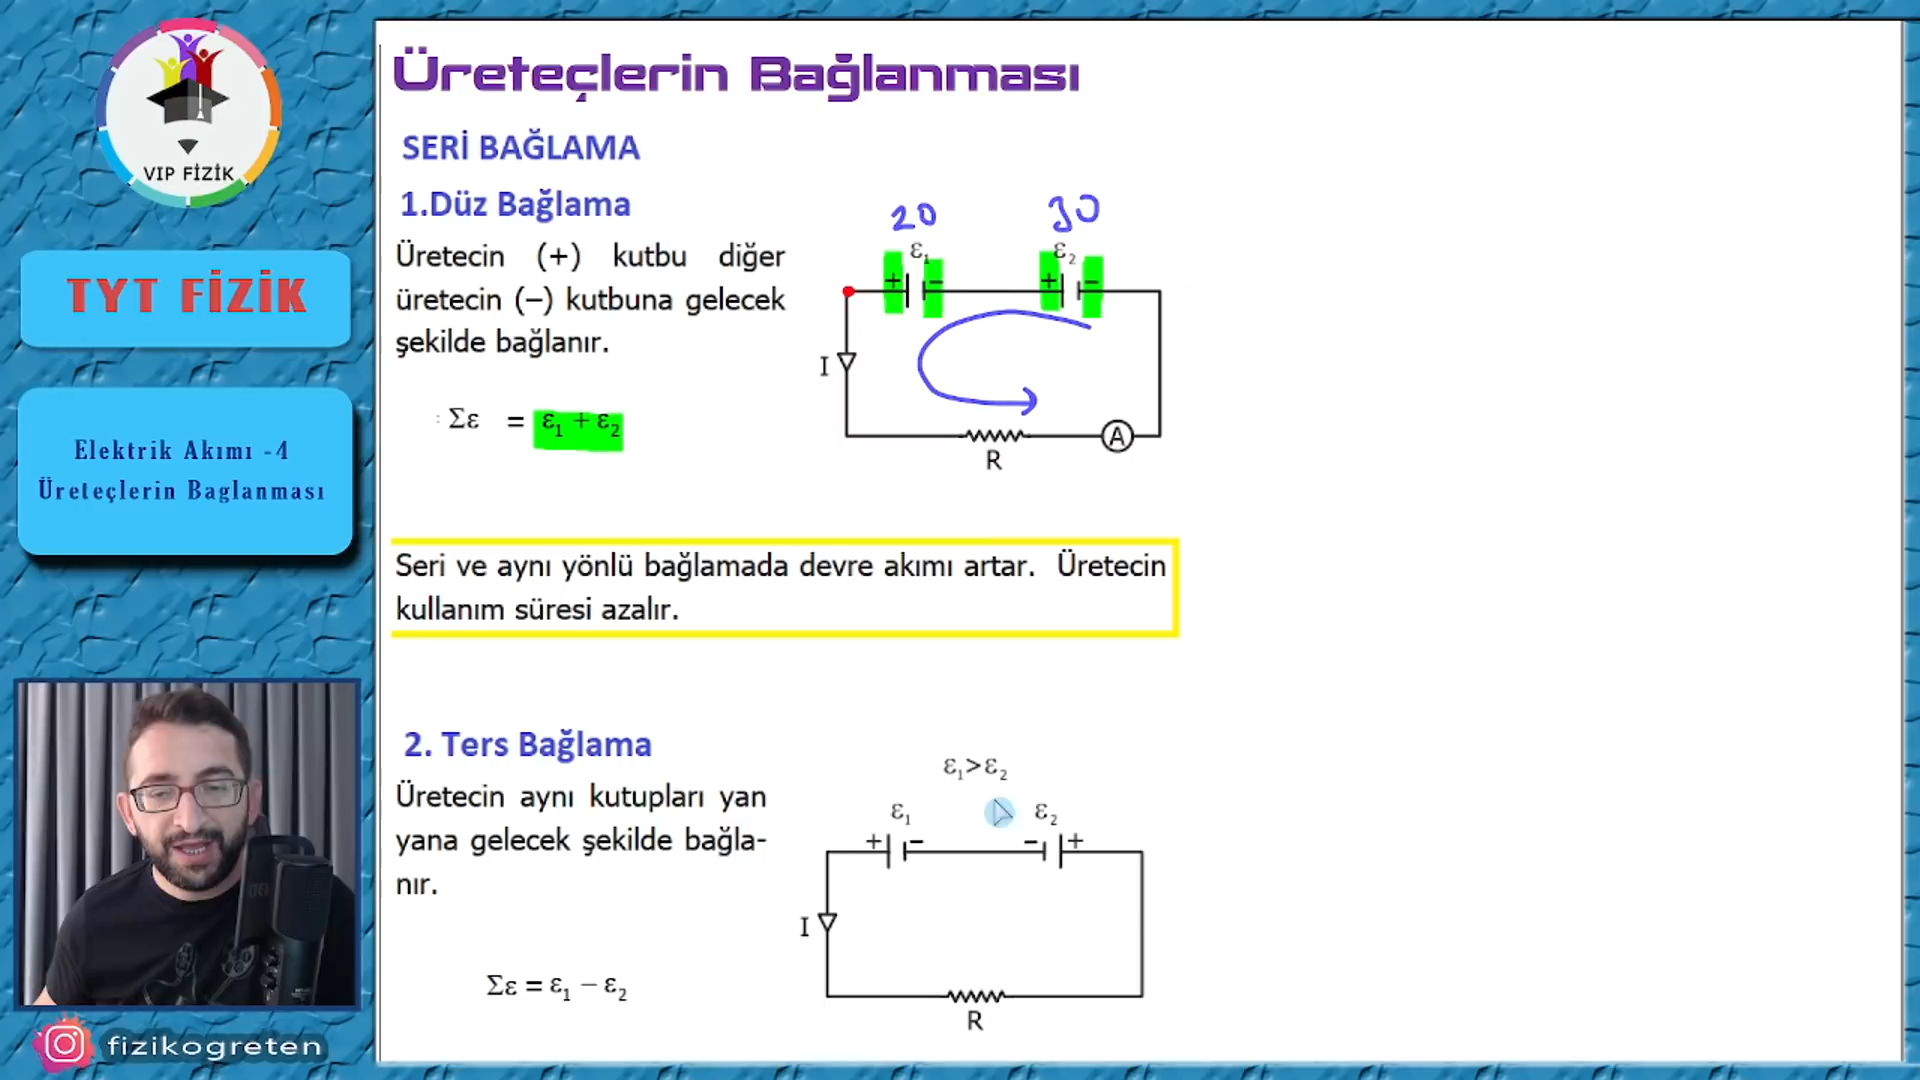 VIP FİZİK
TYT FİZİK
Elektrik Akımı -4
Üreteçlerin Baglanması
fizikogreten
Üreteçlerin Bağlanması
SERİ BAĞLAMA
1.Düz Bağlama
Üretecin (+) kutbu diğer
üretecin (–) kutbuna gelecek
şekilde bağlanır.
: Σε = ε₁ + ε₂
20 30
ε₁ ε₂
+ - + -
I
A
R
Seri ve aynı yönlü bağlamada devre akımı artar. Üretecin
kullanım süresi azalır.
2. Ters Bağlama
Üretecin aynı kutupları yan
yana gelecek şekilde bağla-
nır.
Σε = ε₁ − ε₂
ε₁>ε₂
ε₁ ε₂
+ - - +
I
R